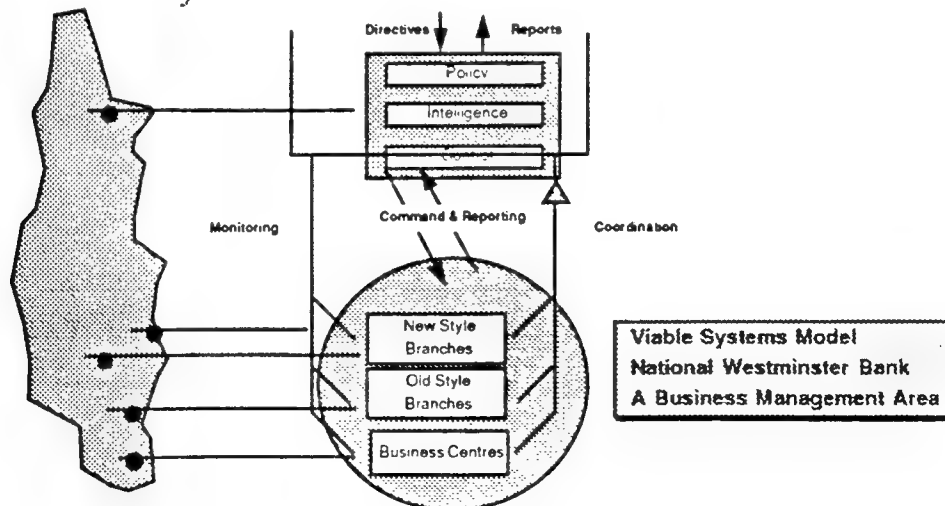 Directives
Reports
Policy
Intelligence
Monitoring
Command & Reporting
Coordination
New Style
Branches
Old Style
Branches
Business Centres
Viable Systems Model
National Westminster Bank
A Business Management Area